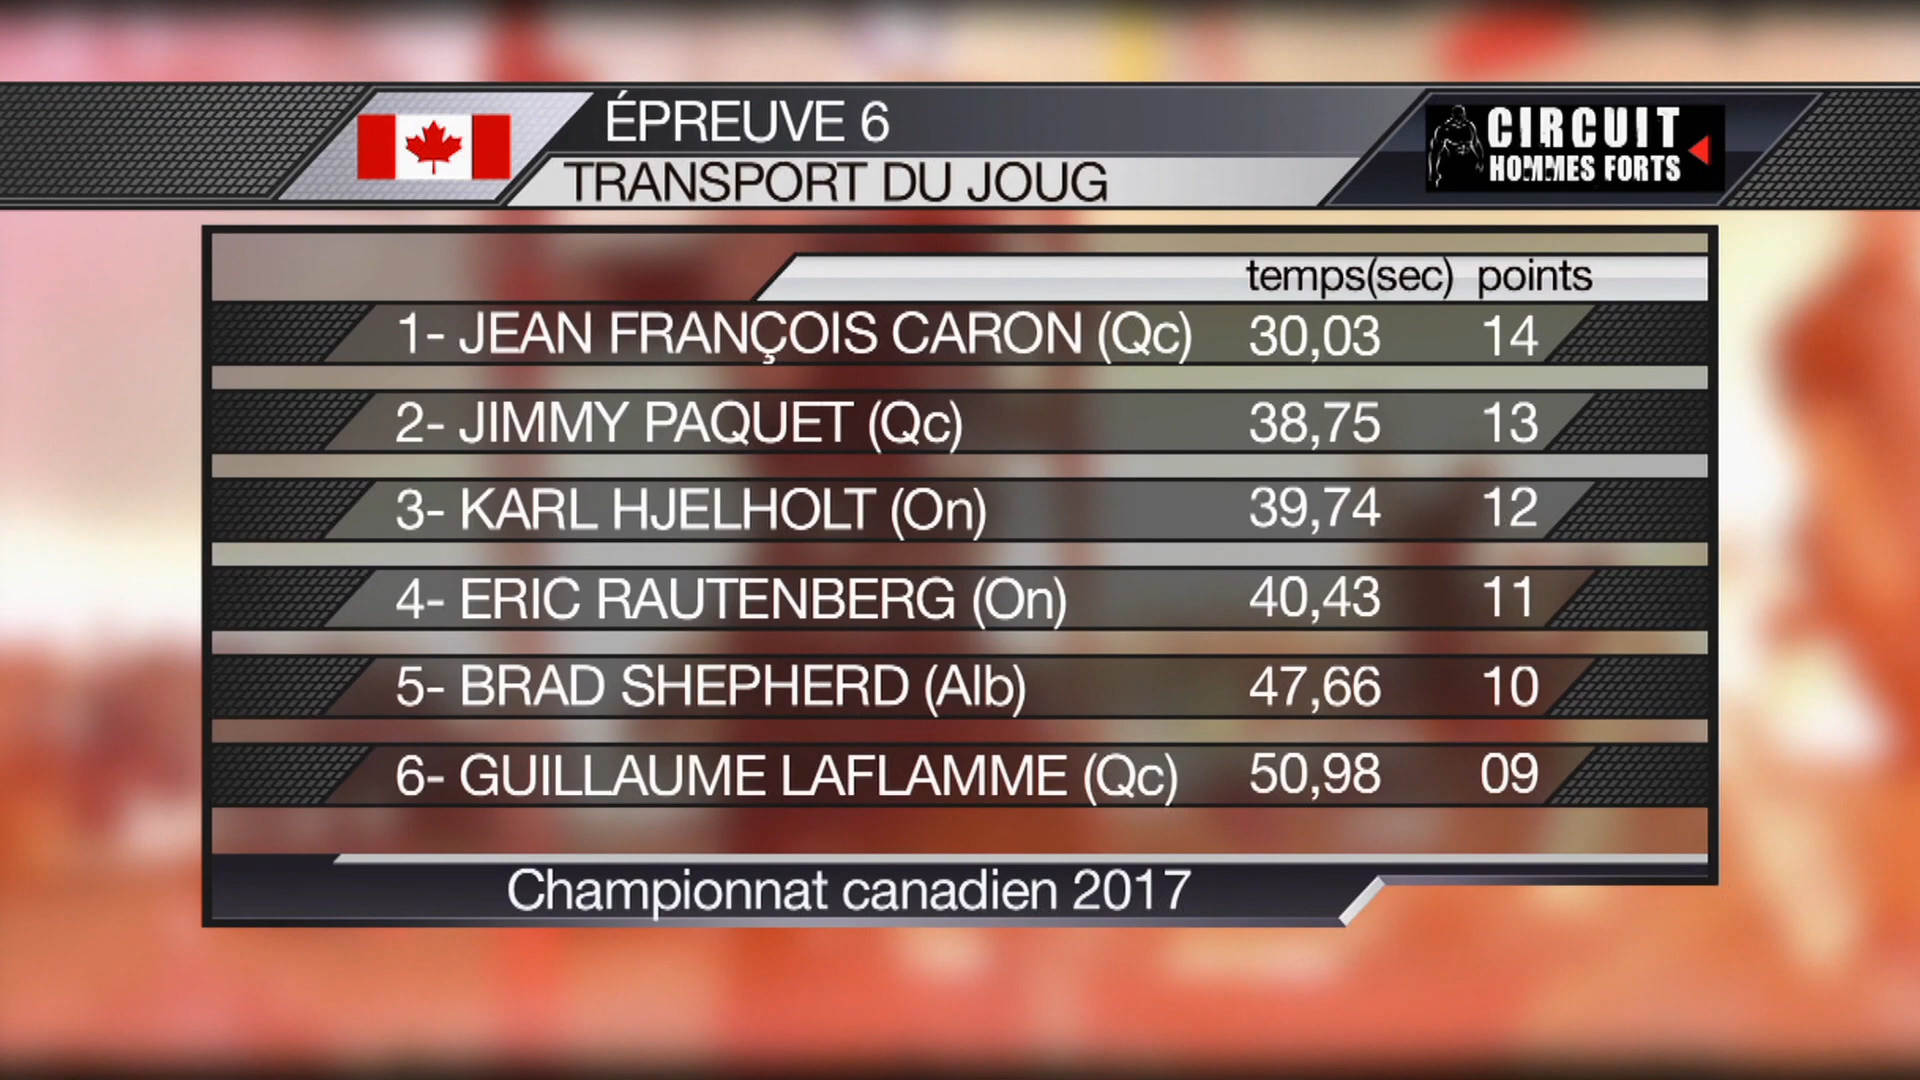 ÉPREUVE 6
TRANSPORT DU JOUG
CIRCUIT
HOMMES FORTS
temps(sec) points
1- JEAN FRANÇOIS CARON (Qc) 30,03 14
2- JIMMY PAQUET (Qc) 38,75 13
3- KARL HJELHOLT (On) 39,74 12
4- ERIC RAUTENBERG (On) 40,43 11
5- BRAD SHEPHERD (Alb) 47,66 10
6- GUILLAUME LAFLAMME (Qc) 50,98 09
Championnat canadien 2017